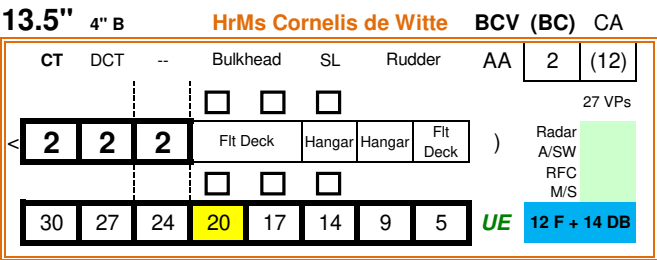 13.5" 4" B HrMs Cornelis de Witte BCV (BC) CA
CT DCT -- Bulkhead SL Rudder AA 2 (12)
27 VPs
< 2 2 2 Flt Deck Hangar Hangar Flt Deck ) Radar
A/SW
RFC
M/S
30 27 24 20 17 14 9 5 UE 12 F + 14 DB